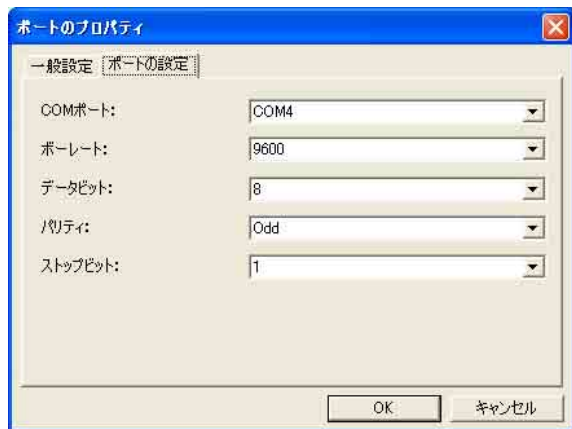 ポートのプロパティ
一般設定 ポートの設定
COMポート: COM4
ボーレート: 9600
データビット: 8
パリティ: Odd
ストップビット: 1
OK キャンセル